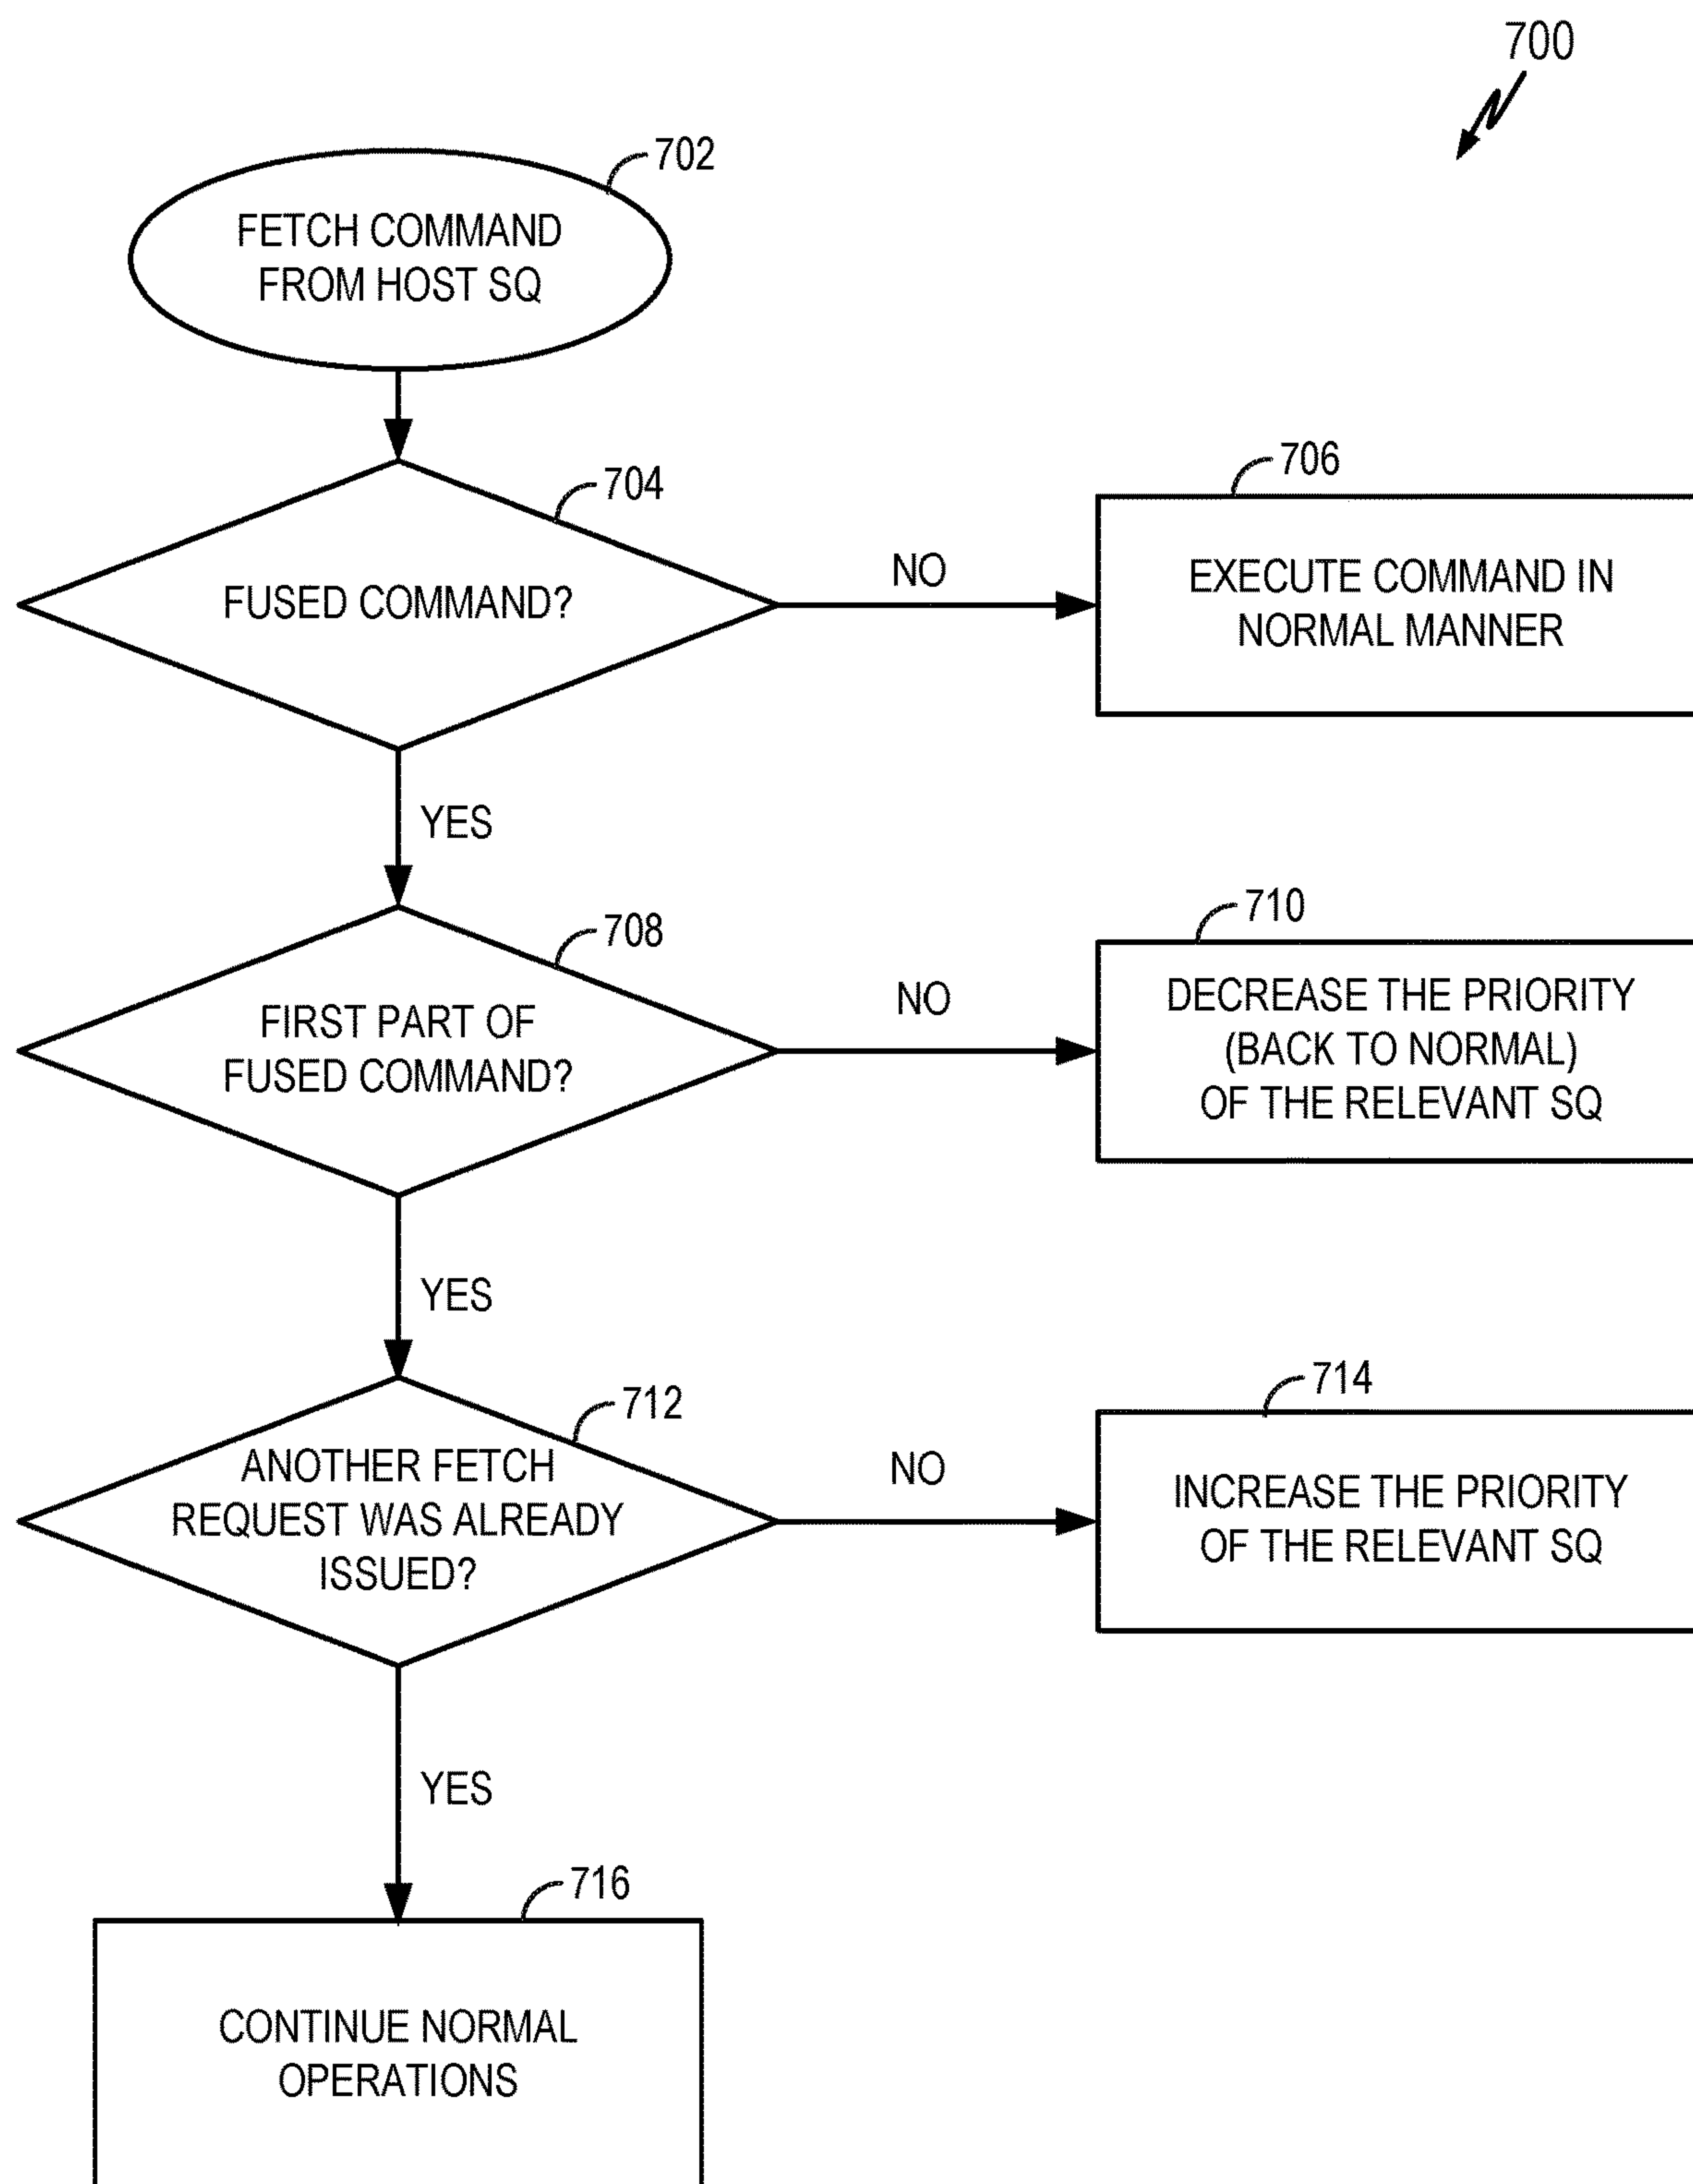 700
702
FETCH COMMAND
FROM HOST SQ
704
FUSED COMMAND?
NO
706
EXECUTE COMMAND IN
NORMAL MANNER
YES
708
FIRST PART OF
FUSED COMMAND?
NO
710
DECREASE THE PRIORITY
(BACK TO NORMAL)
OF THE RELEVANT SQ
YES
712
ANOTHER FETCH
REQUEST WAS ALREADY
ISSUED?
NO
714
INCREASE THE PRIORITY
OF THE RELEVANT SQ
YES
716
CONTINUE NORMAL
OPERATIONS